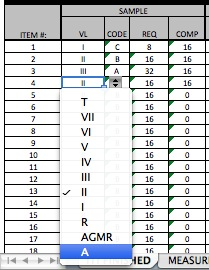 SAMPLE
ITEM #: VL CODE REQ COMP
1 I C 8 16
2 II B 16 16
3 III A 32 16
4 II 16 16
5 T 16 0
6 VII 16 0
7 VI 16 0
8 V 16 0
9 IV 16 0
10 III 16 0
11 ✓ II 16 0
12 I 16 0
13 R 16 0
14 AGMR 16 0
15 A 16 0
16 16 0
17 16 0
18 16 0
HED MEASUR